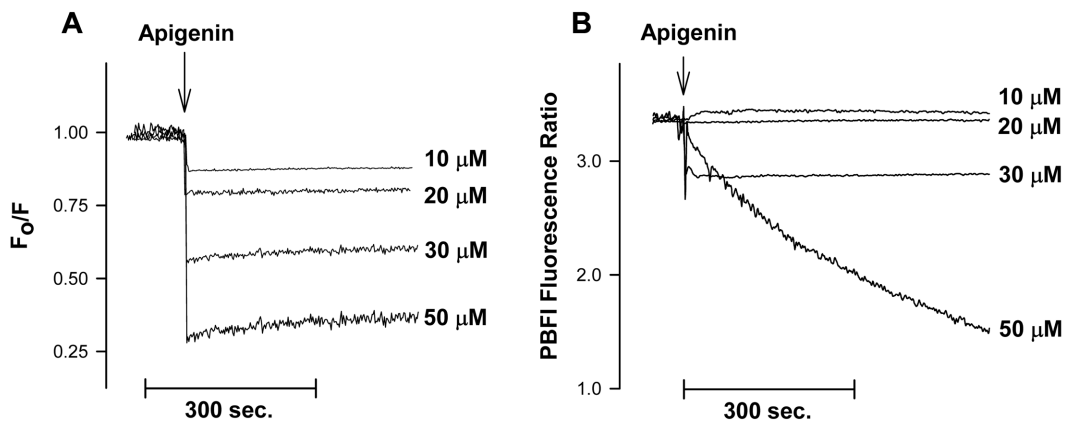 A
Apigenin
1.00
0.75
0.50
0.25
Fo/F
10 μM
20 μM
30 μM
50 μM
300 sec.
B
Apigenin
3.0
2.0
1.0
PBFI Fluorescence Ratio
10 μM
20 μM
30 μM
50 μM
300 sec.